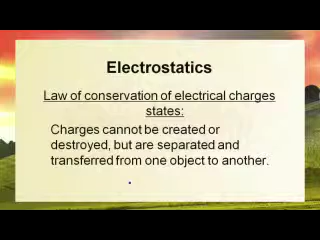 Electrostatics
Law of conservation of electrical charges
states:
Charges cannot be created or
destroyed, but are separated and
transferred from one object to another.